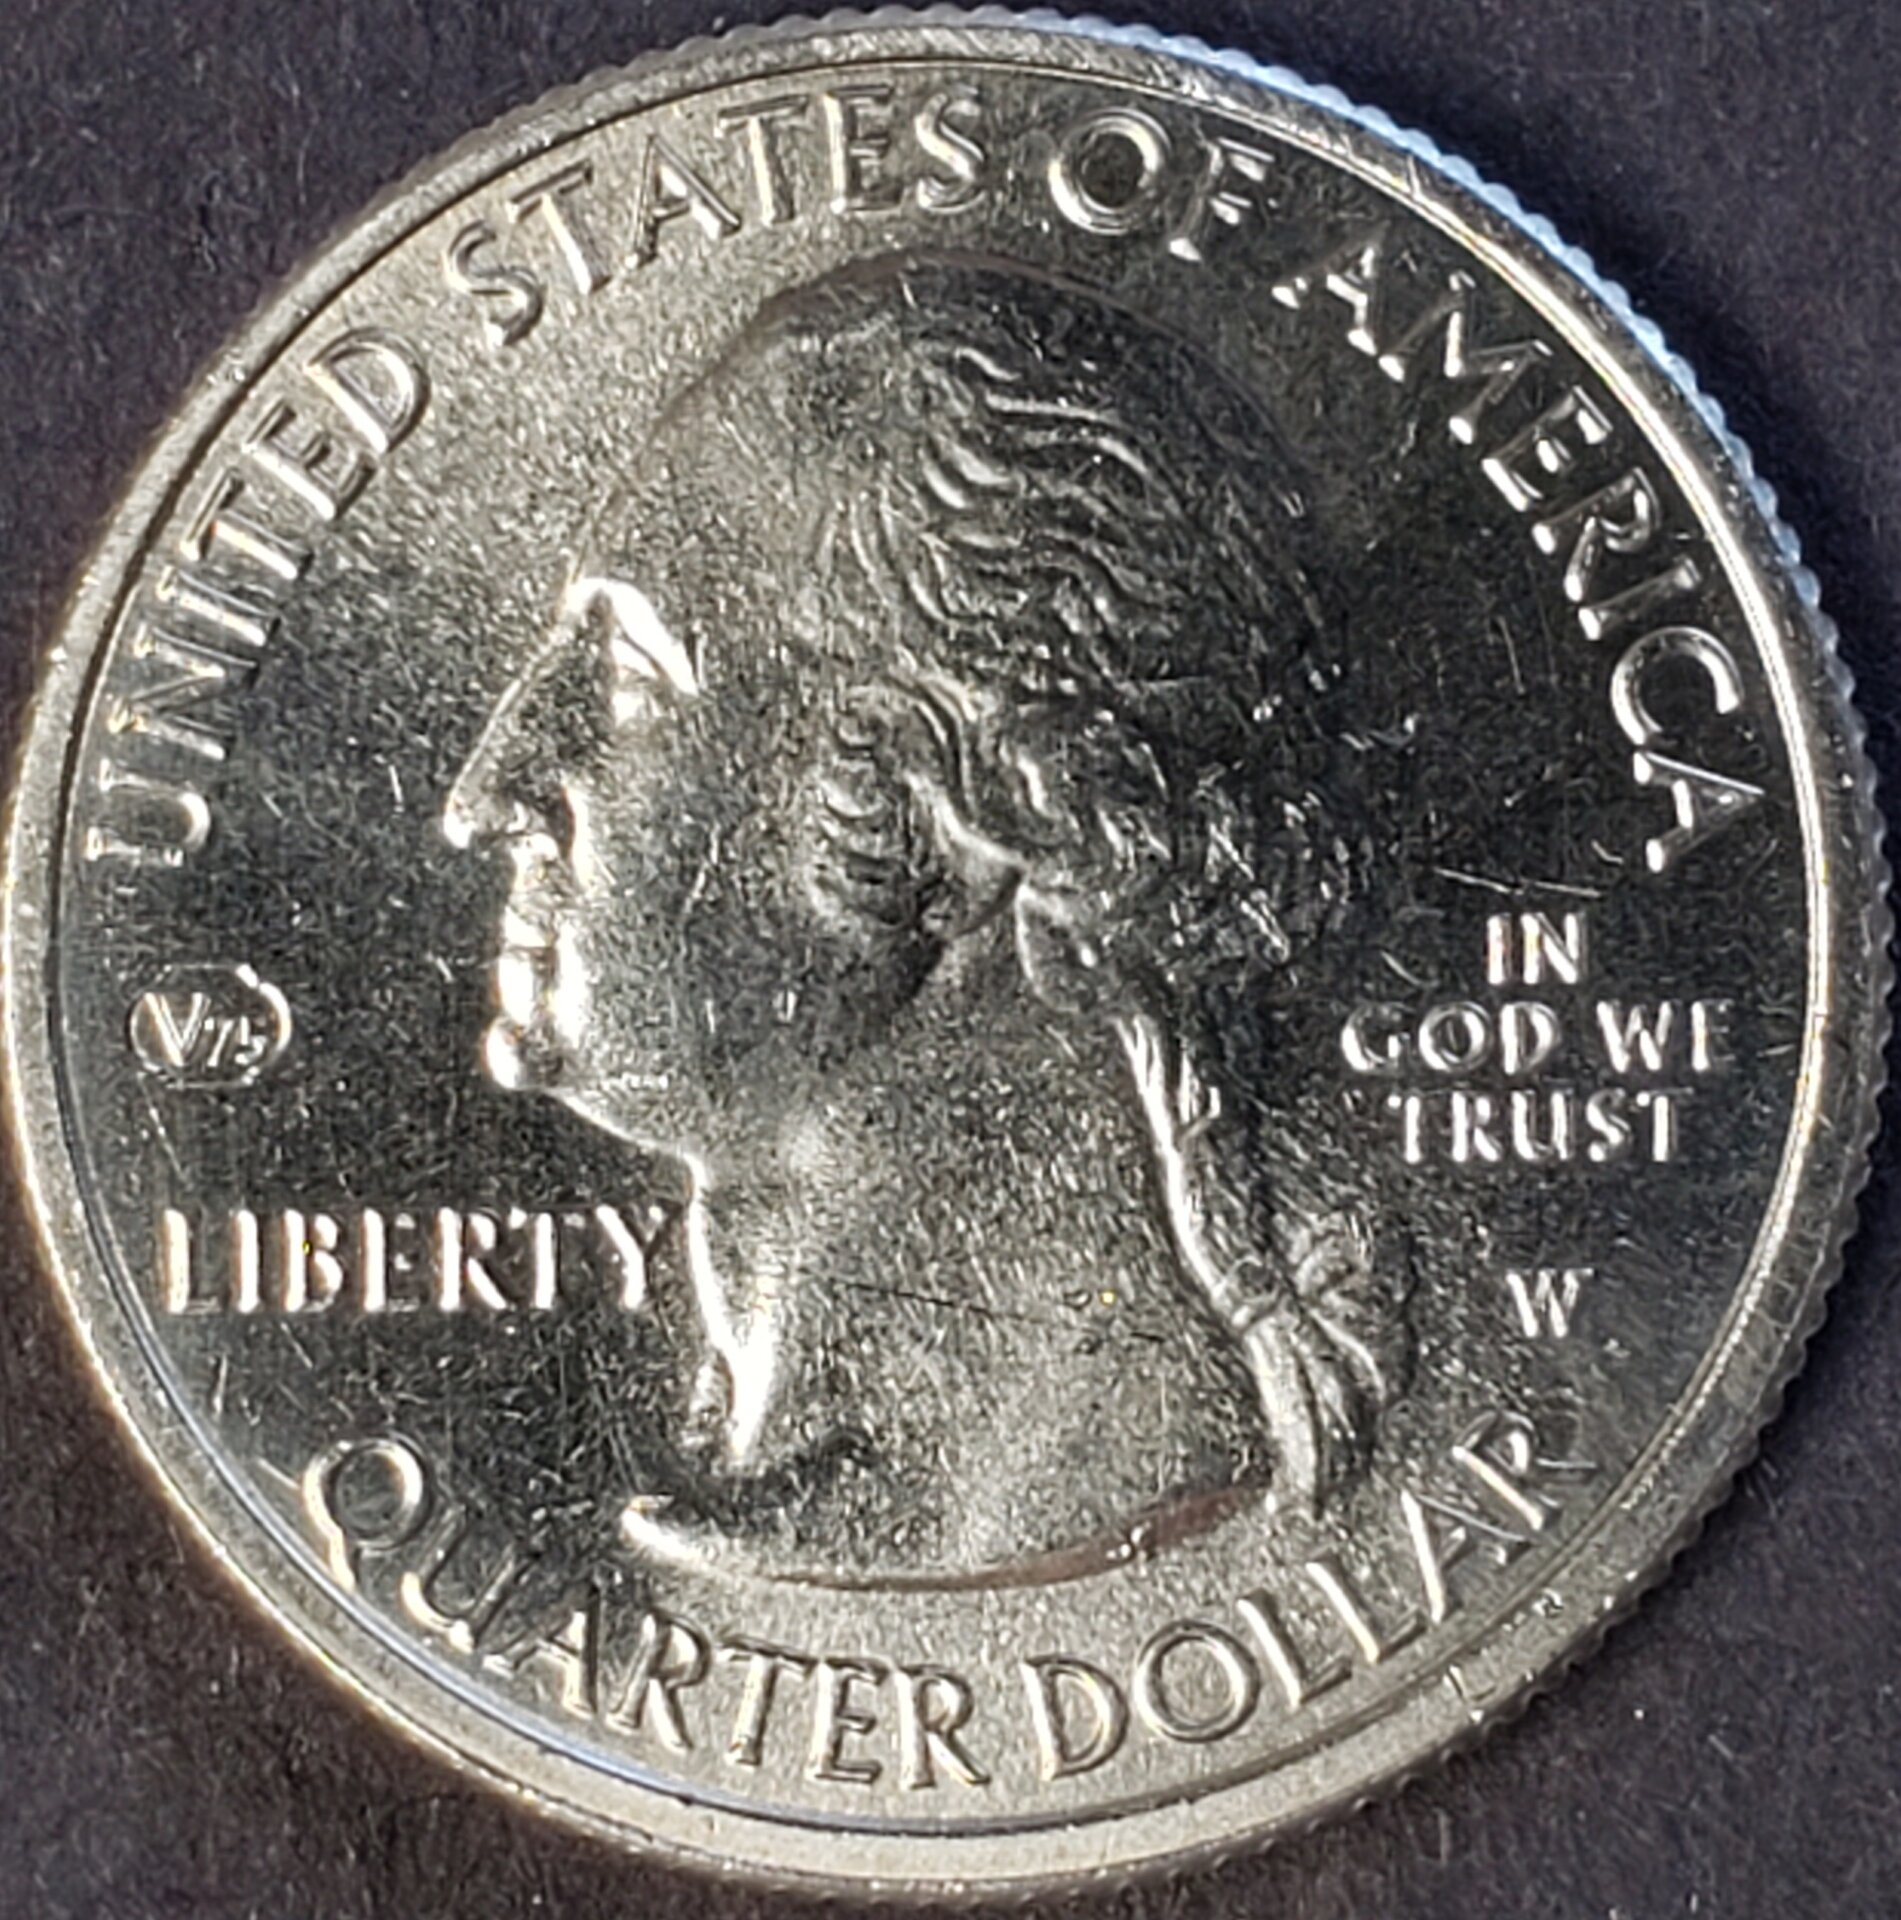 UNITED STATES OF AMERICA
V75
LIBERTY
IN
GOD WE
TRUST
W
QUARTER DOLLAR